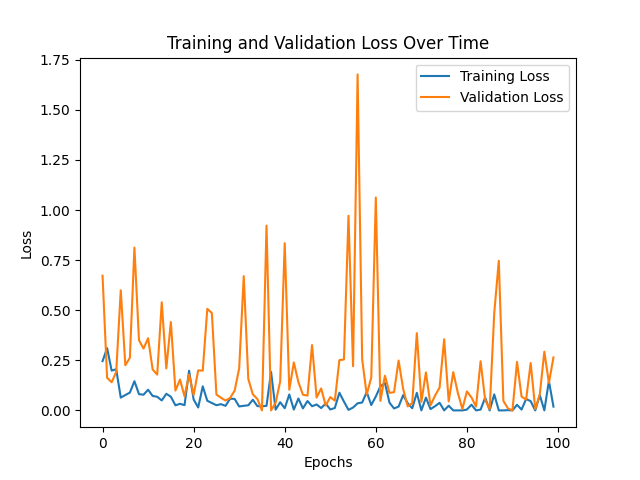 Training and Validation Loss Over Time
1.75
1.50
1.25
1.00
0.75
0.50
0.25
0.00
Loss
Training Loss
Validation Loss
0 20 40 60 80 100
Epochs